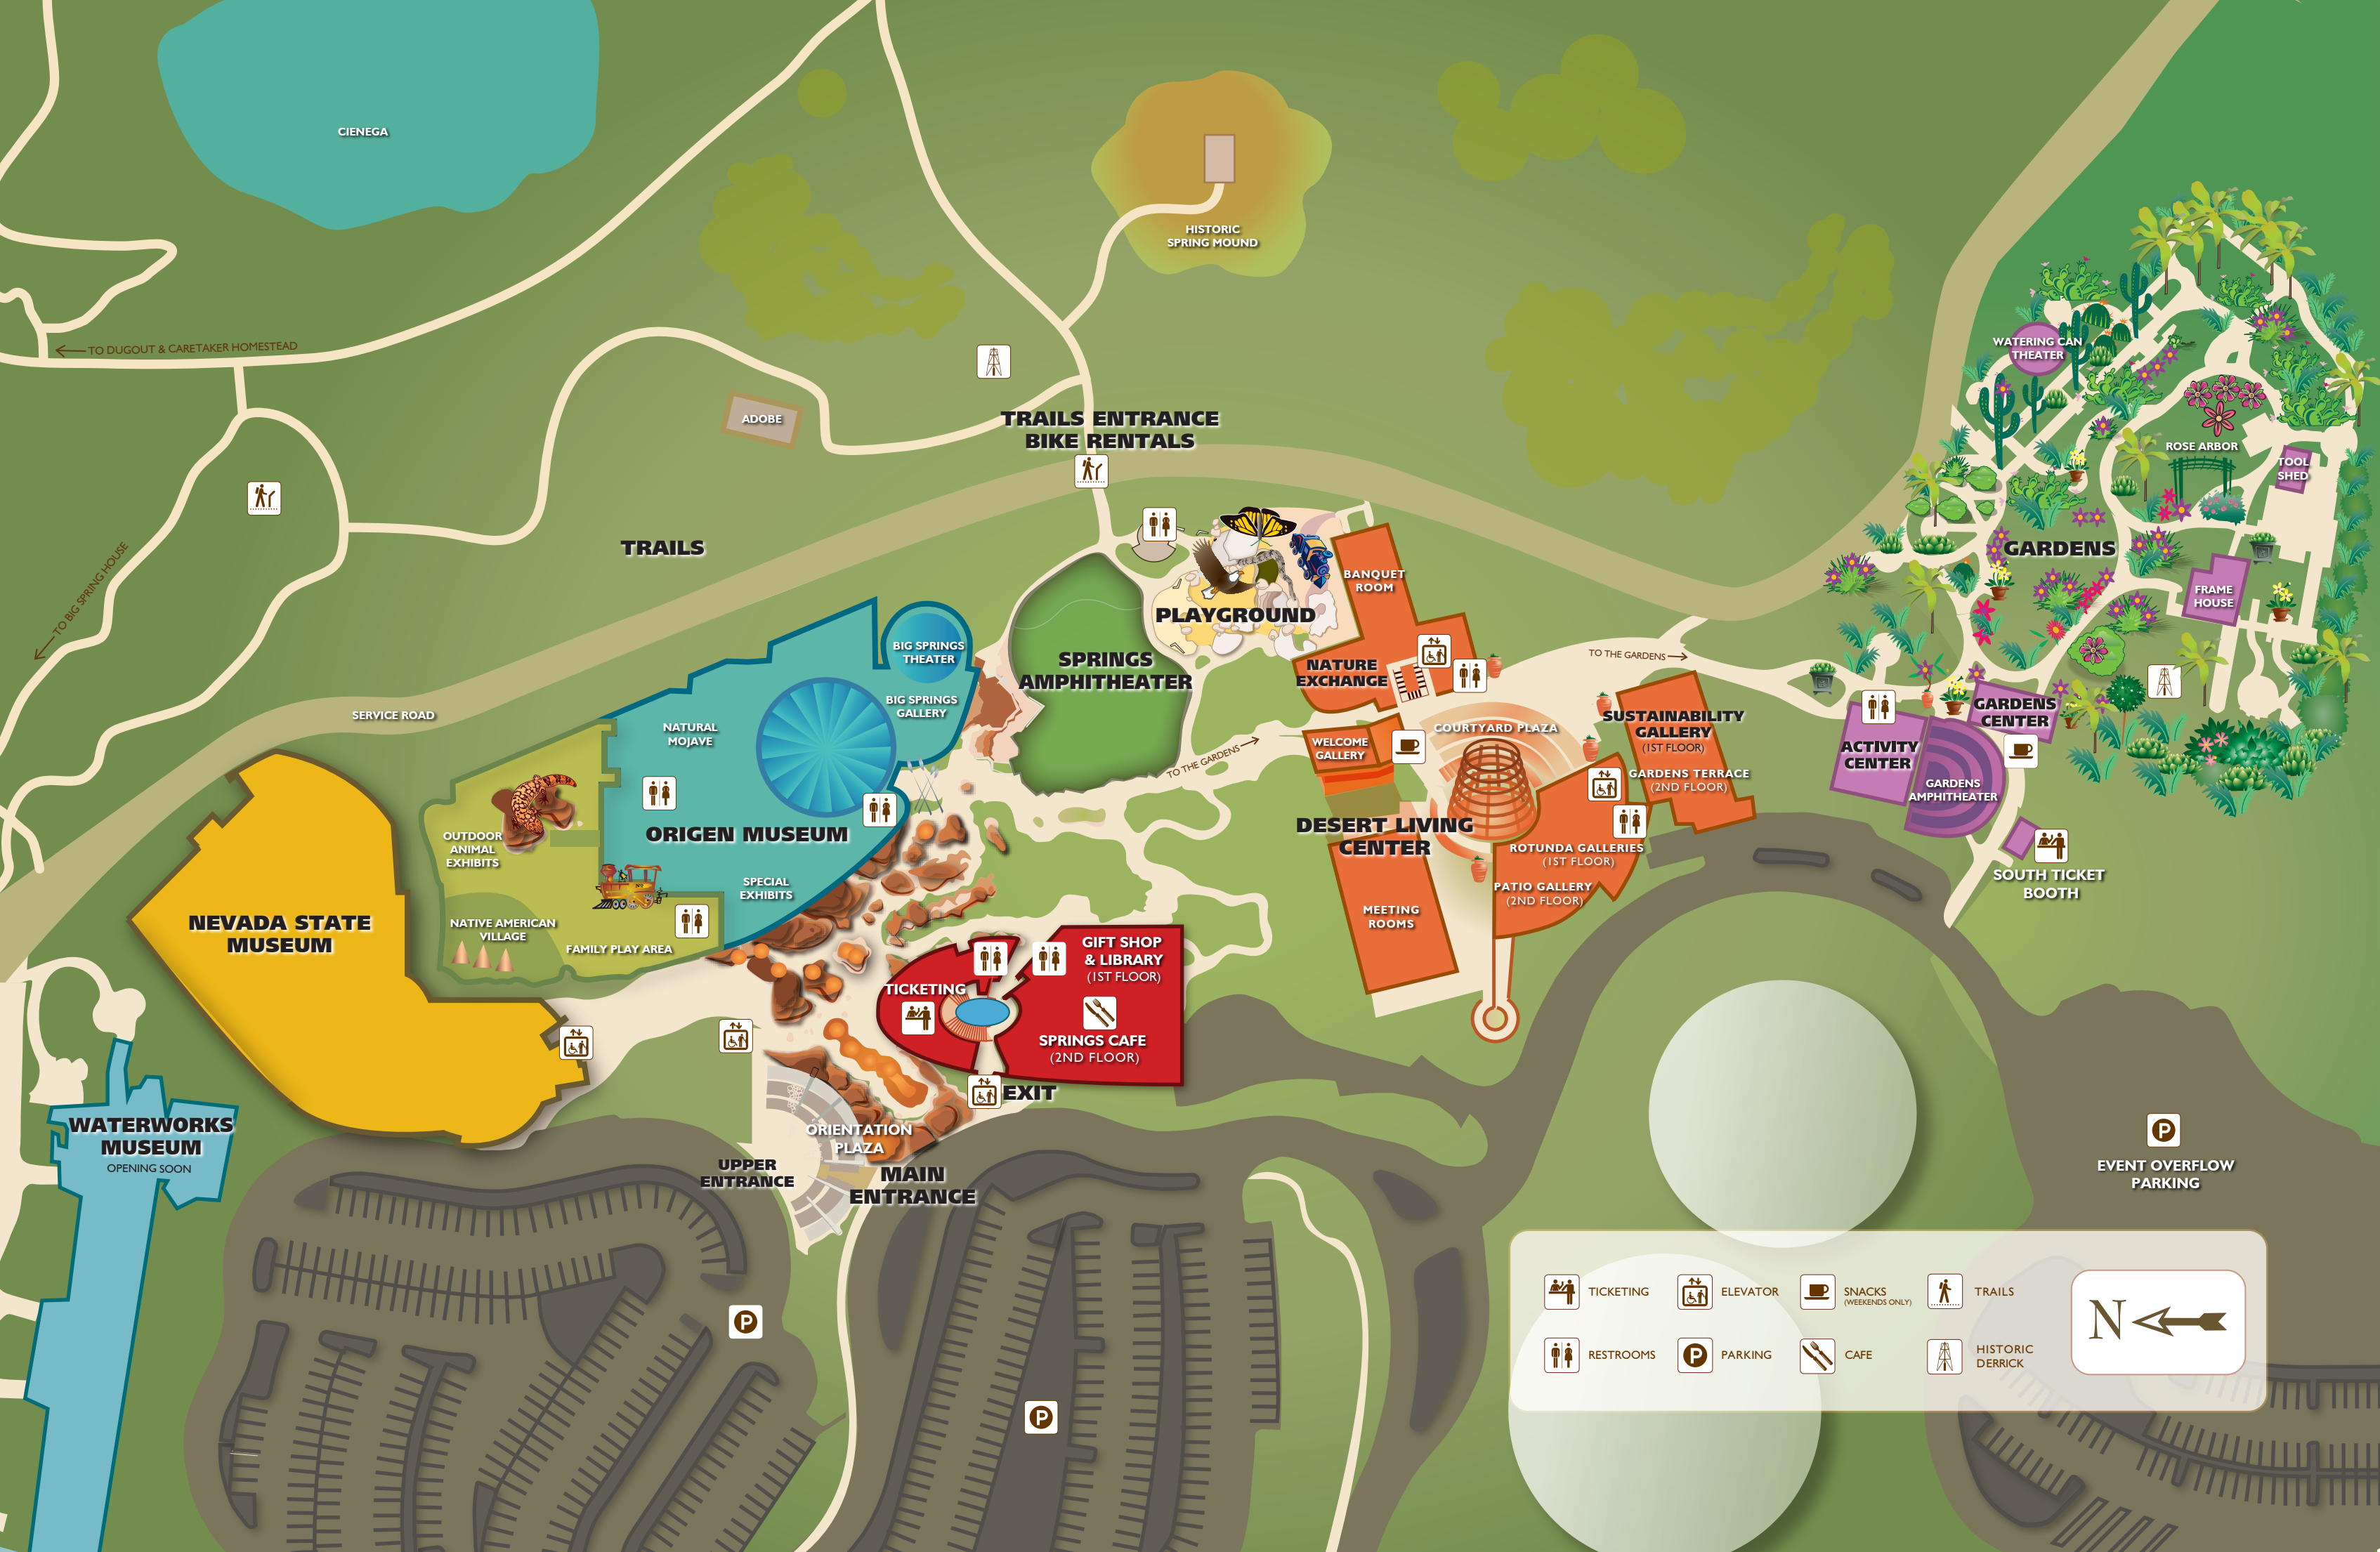 CIENEGA
HISTORIC
SPRING MOUND
TO DUGOUT & CARETAKER HOMESTEAD
WATERING CAN
THEATER
ADOBE
TRAILS ENTRANCE
BIKE RENTALS
ROSE ARBOR
TOOL
SHED
TRAILS
GARDENS
TO BIG SPRING HOUSE
BANQUET
ROOM
PLAYGROUND
FRAME
HOUSE
BIG SPRINGS
THEATER
SPRINGS
AMPHITHEATER
NATURE
EXCHANGE
TO THE GARDENS
BIG SPRINGS
GALLERY
SERVICE ROAD
NATURAL
MOJAVE
TO THE GARDENS
WELCOME
GALLERY
COURTYARD PLAZA
SUSTAINABILITY
GALLERY
(1ST FLOOR)
GARDENS TERRACE
(2ND FLOOR)
GARDENS
CENTER
ACTIVITY
CENTER
GARDENS
AMPHITHEATER
OUTDOOR
ANIMAL
EXHIBITS
ORIGEN MUSEUM
DESERT LIVING
CENTER
ROTUNDA GALLERIES
(1ST FLOOR)
SPECIAL
EXHIBITS
PATIO GALLERY
(2ND FLOOR)
SOUTH TICKET
BOOTH
NEVADA STATE
MUSEUM
NATIVE AMERICAN
VILLAGE
FAMILY PLAY AREA
MEETING
ROOMS
GIFT SHOP
& LIBRARY
(1ST FLOOR)
TICKETING
SPRINGS CAFE
(2ND FLOOR)
EXIT
WATERWORKS
MUSEUM
OPENING SOON
ORIENTATION
PLAZA
UPPER
ENTRANCE
MAIN
ENTRANCE
P
EVENT OVERFLOW
PARKING
P
P
TICKETING
ELEVATOR
SNACKS
(WEEKENDS ONLY)
TRAILS
RESTROOMS
P
PARKING
CAFE
HISTORIC
DERRICK
N